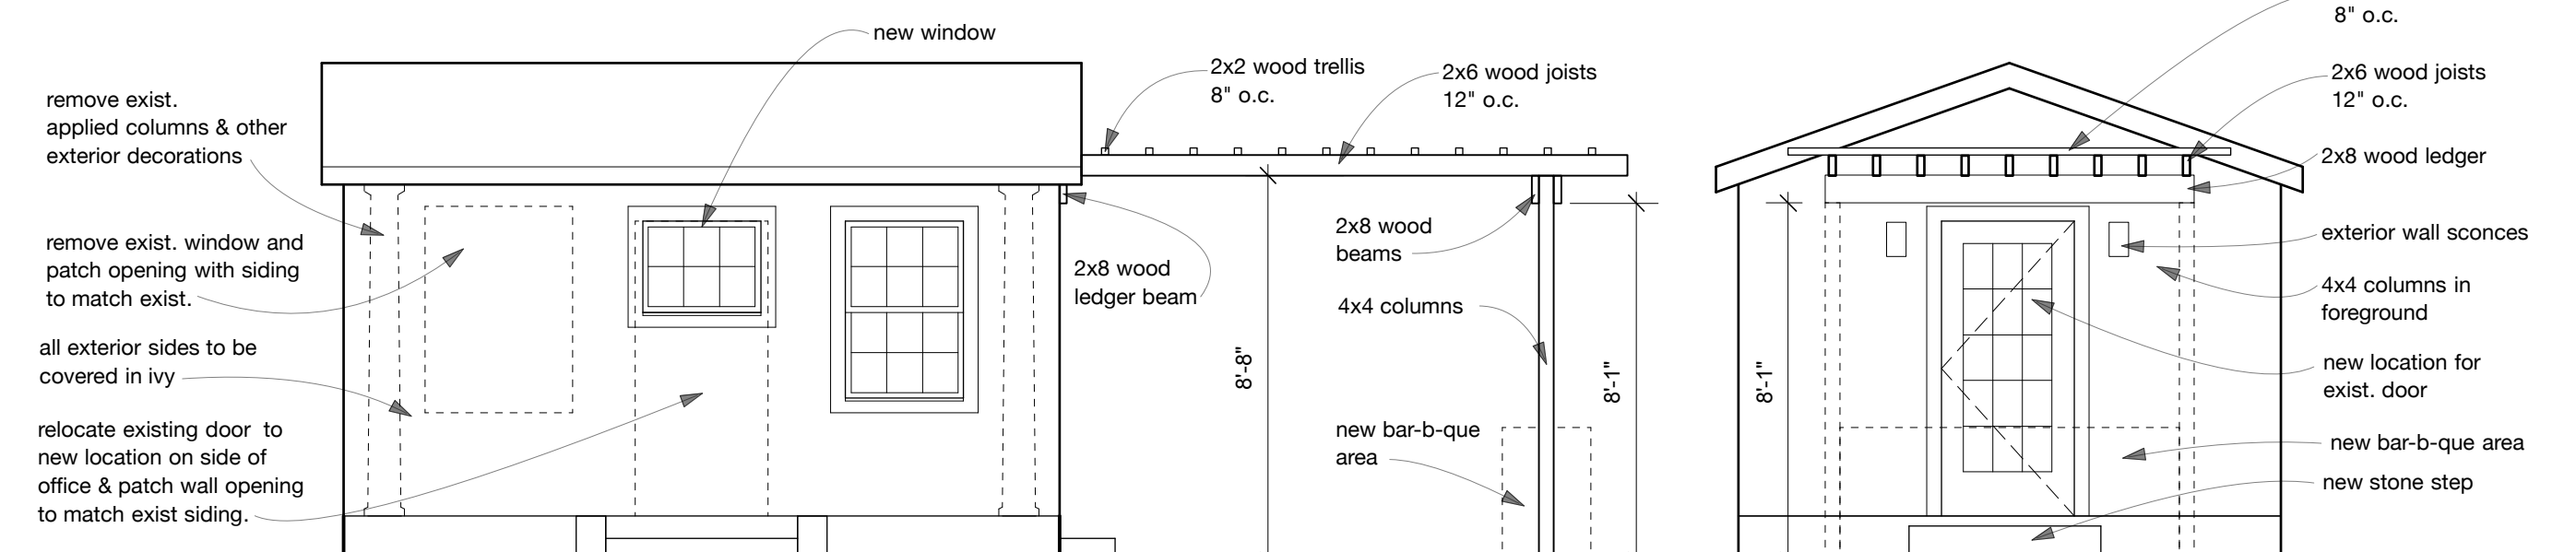 new window
2x2 wood trellis
8" o.c.
2x6 wood joists
12" o.c.
remove exist.
applied columns & other
exterior decorations
remove exist. window and
patch opening with siding
to match exist.
all exterior sides to be
covered in ivy
relocate existing door to
new location on side of
office & patch wall opening
to match exist siding.
2x8 wood
ledger beam
8'-8"
2x8 wood
beams
4x4 columns
new bar-b-que
area
8'-1"
8'-1"
8" o.c.
2x6 wood joists
12" o.c.
2x8 wood ledger
exterior wall sconces
4x4 columns in
foreground
new location for
exist. door
new bar-b-que area
new stone step